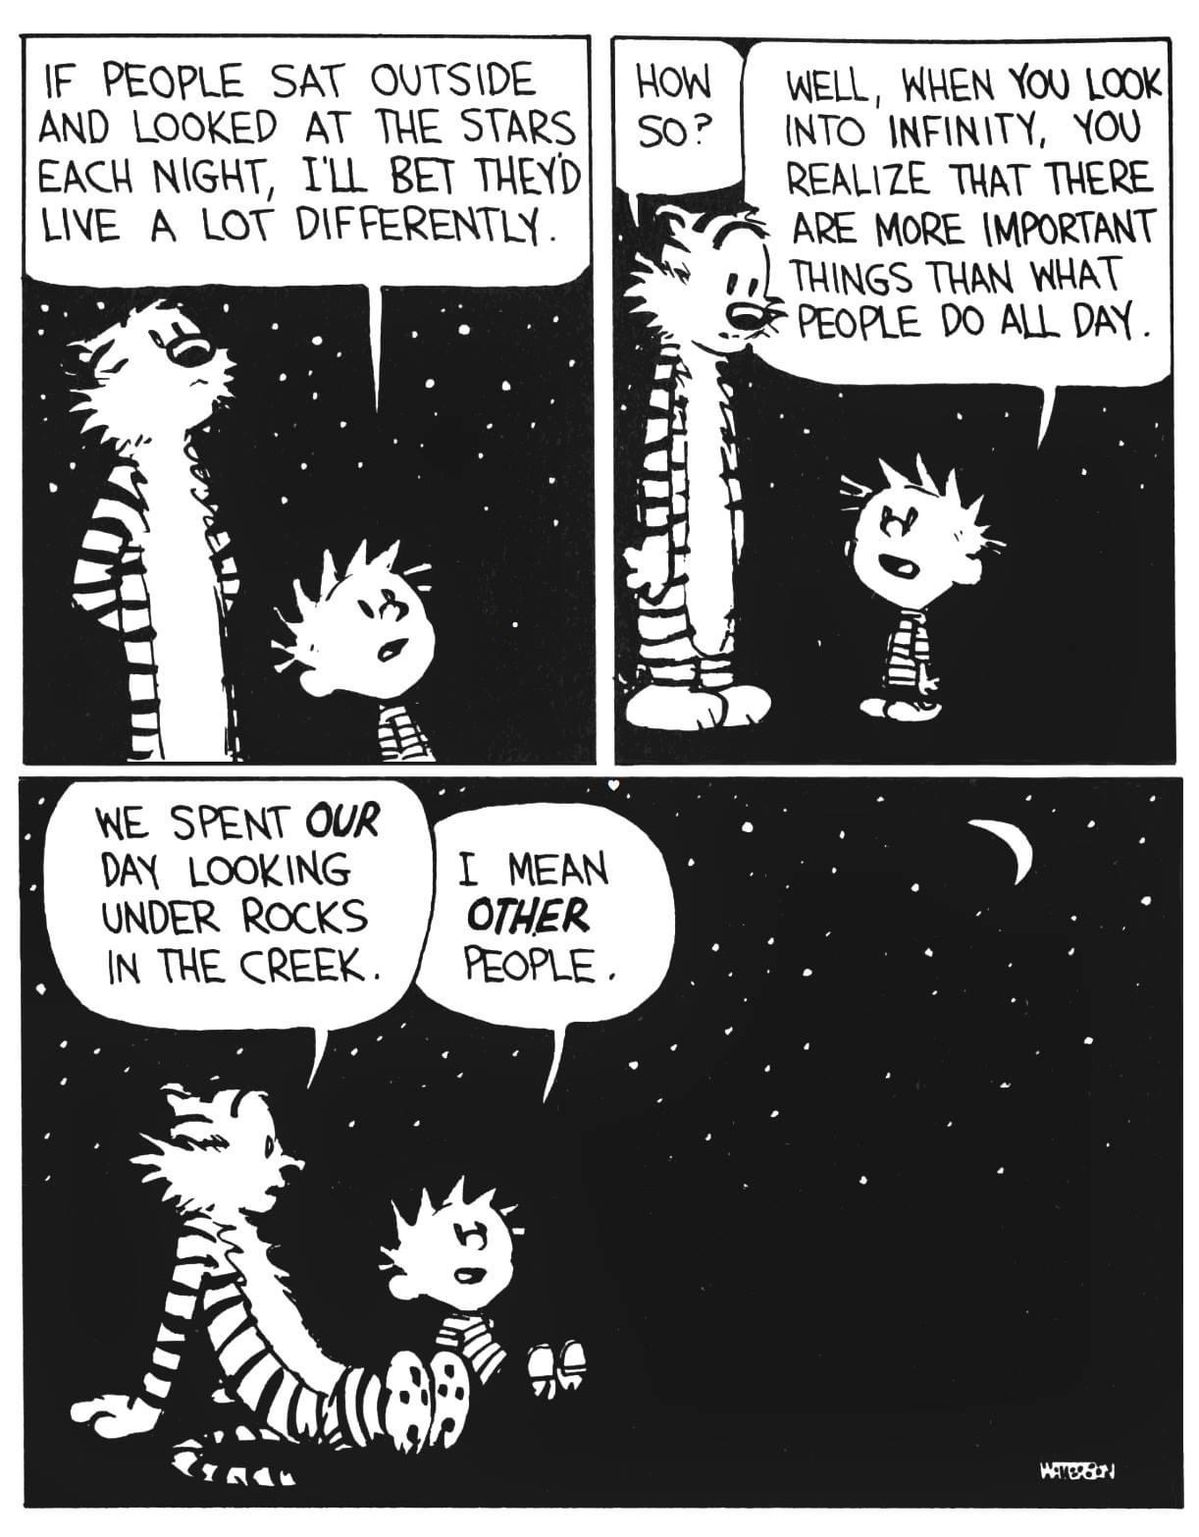 IF PEOPLE SAT OUTSIDE
AND LOOKED AT THE STARS
EACH NIGHT, I'LL BET THEY'D
LIVE A LOT DIFFERENTLY.
HOW
SO?
WELL, WHEN YOU LOOK
INTO INFINITY, YOU
REALIZE THAT THERE
ARE MORE IMPORTANT
THINGS THAN WHAT
PEOPLE DO ALL DAY.
WE SPENT OUR
DAY LOOKING
UNDER ROCKS
IN THE CREEK.
I MEAN
OTHER
PEOPLE.
WATTERSON